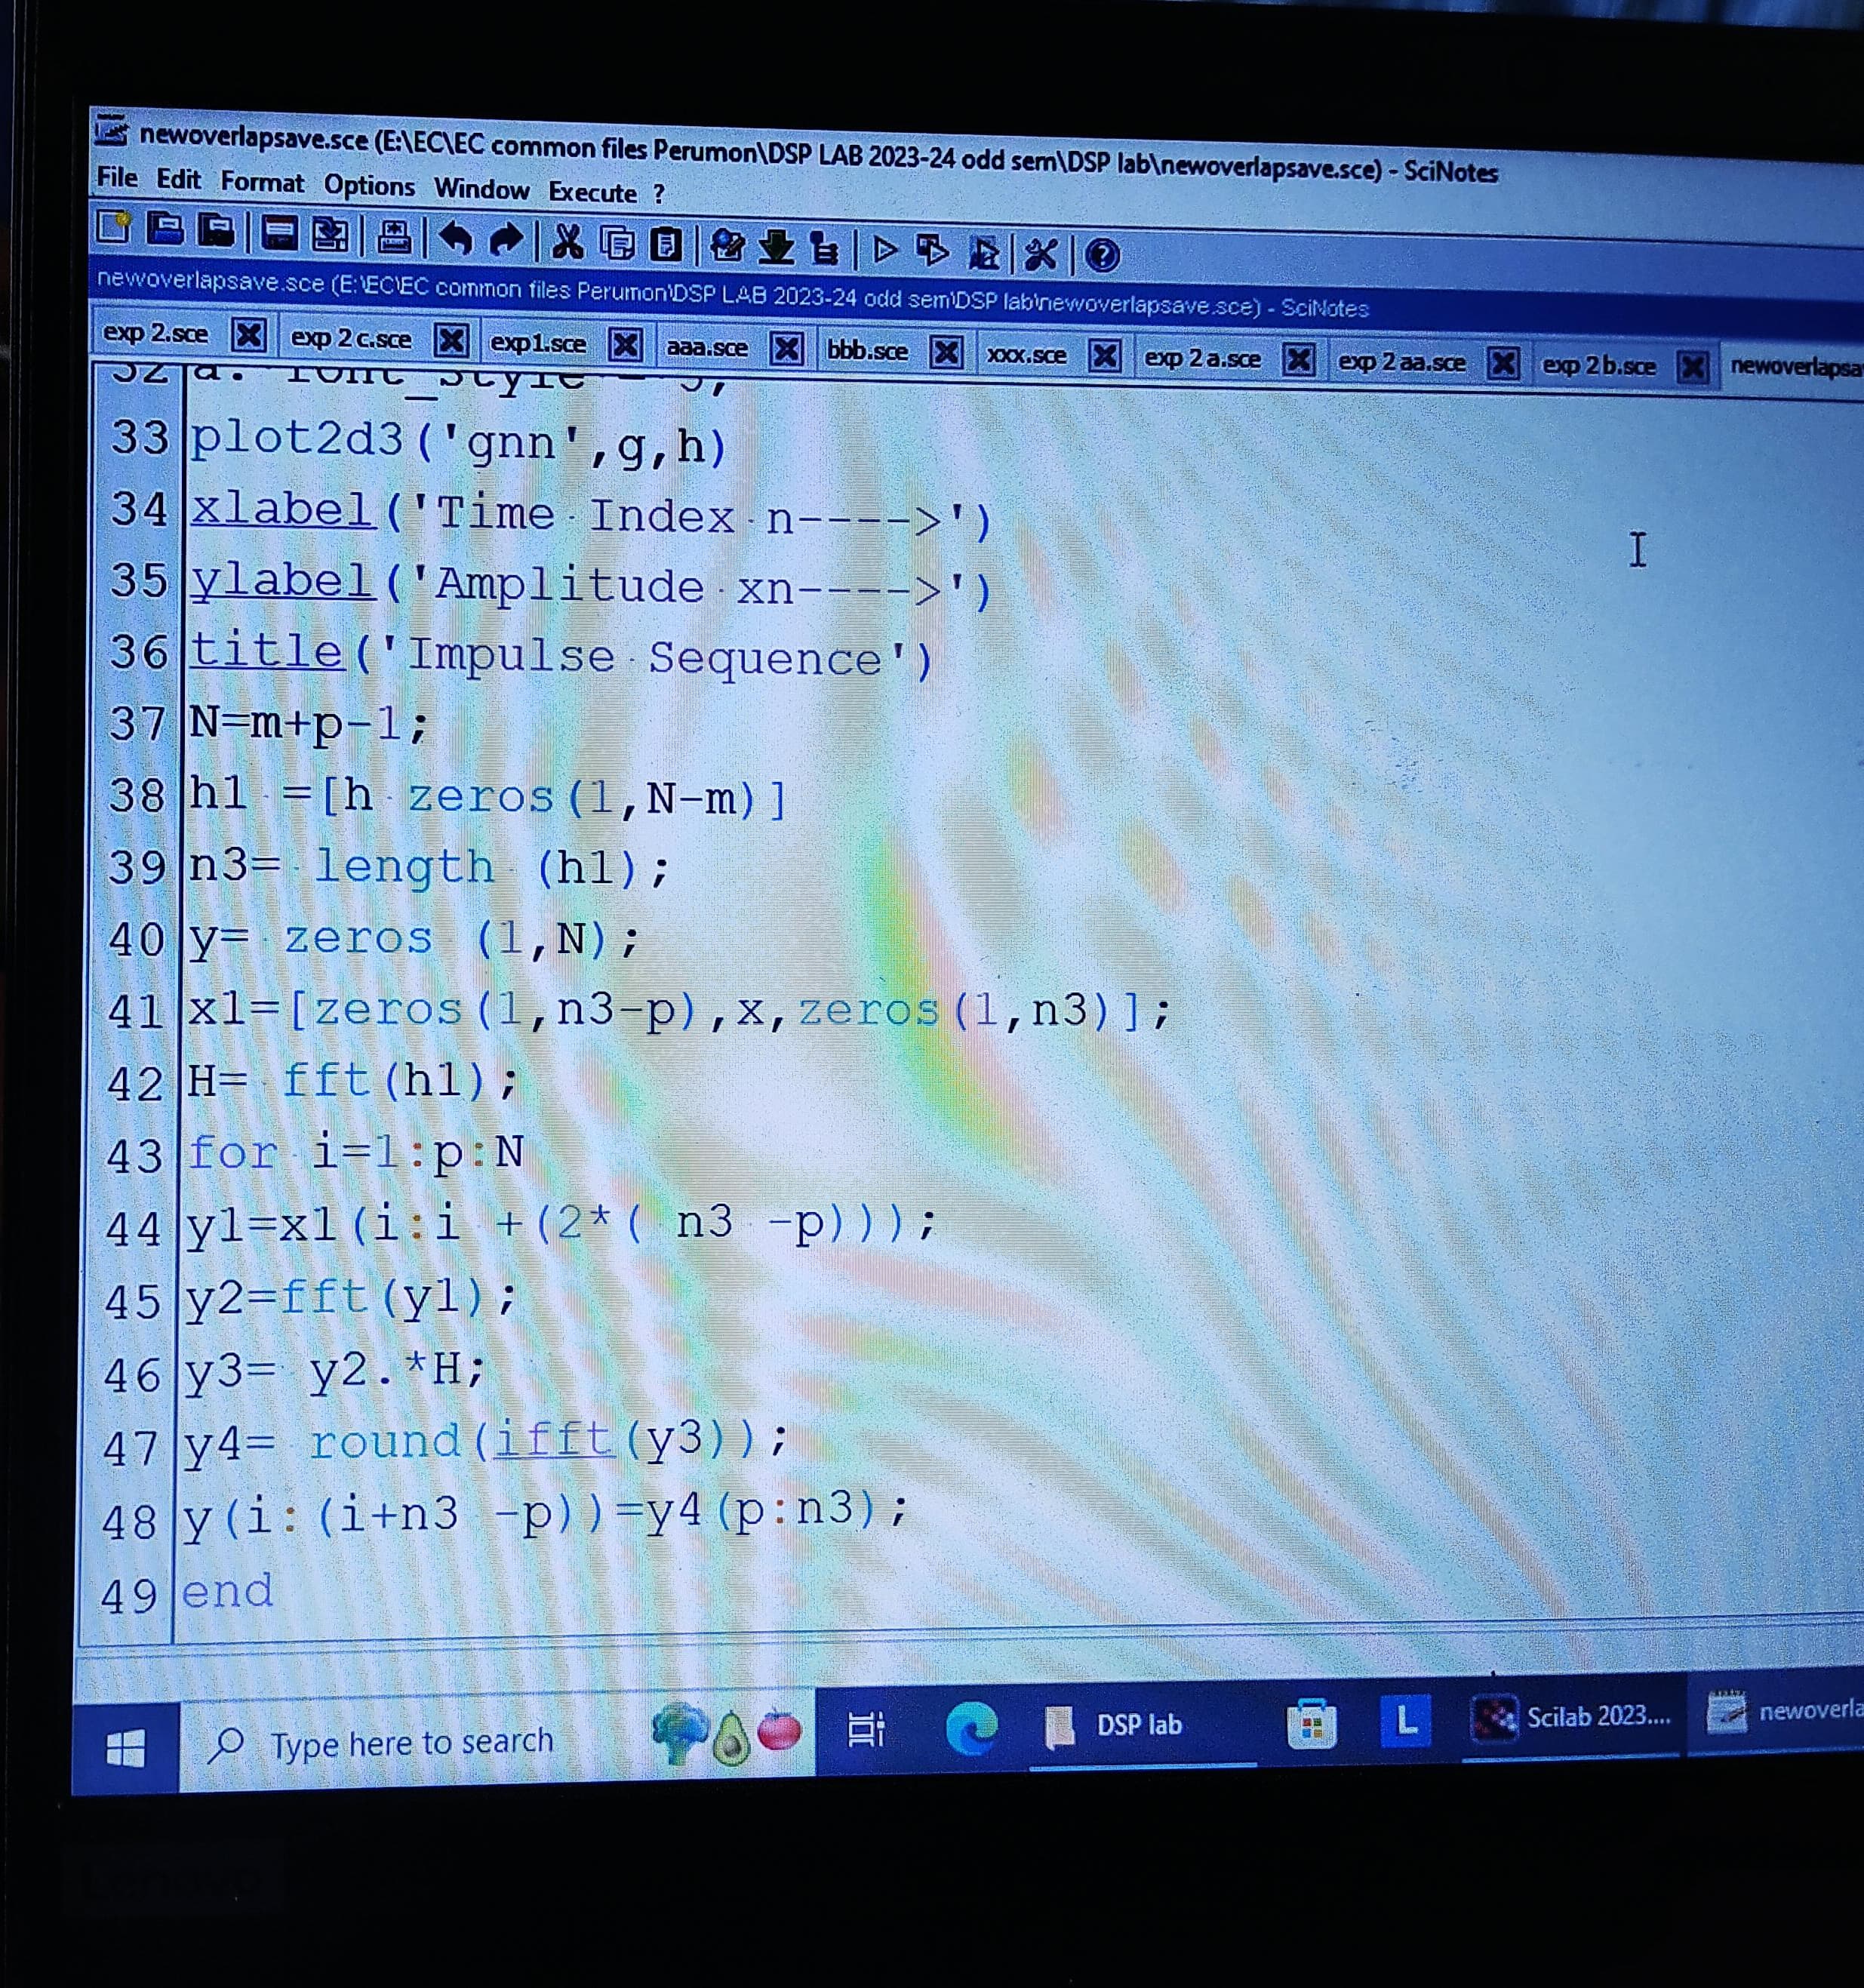 newoverlapsave.sce (E:\EC\EC common files Perumon\DSP LAB 2023-24 odd sem\DSP lab\newoverlapsave.sce) - SciNotes
File Edit Format Options Window Execute ?
newoverlapsave.sce (E:\EC\EC common files Perumon\DSP LAB 2023-24 odd sem\DSP lab\newoverlapsave.sce) - SciNotes
exp 2.sce exp 2 c.sce exp1.sce aaa.sce bbb.sce xxx.sce exp 2 a.sce exp 2 aa.sce exp 2 b.sce newoverlapsa
32 a. font_style
33 plot2d3('gnn',g,h)
34 xlabel('Time Index n---->')
35 ylabel('Amplitude xn---->')
36 title('Impulse Sequence')
37 N=m+p-1;
38 h1 =[h zeros(1,N-m)]
39 n3= length (h1);
40 y= zeros (1,N);
41 x1=[zeros(1,n3-p),x,zeros(1,n3)];
42 H= fft(h1);
43 for i=1:p:N
44 y1=x1(i:i +(2*( n3 -p)));
45 y2=fft(y1);
46 y3= y2.*H;
47 y4= round(ifft(y3));
48 y(i:(i+n3 -p))=y4(p:n3);
49 end
Type here to search DSP lab L Scilab 2023.... newoverla
Lenovo